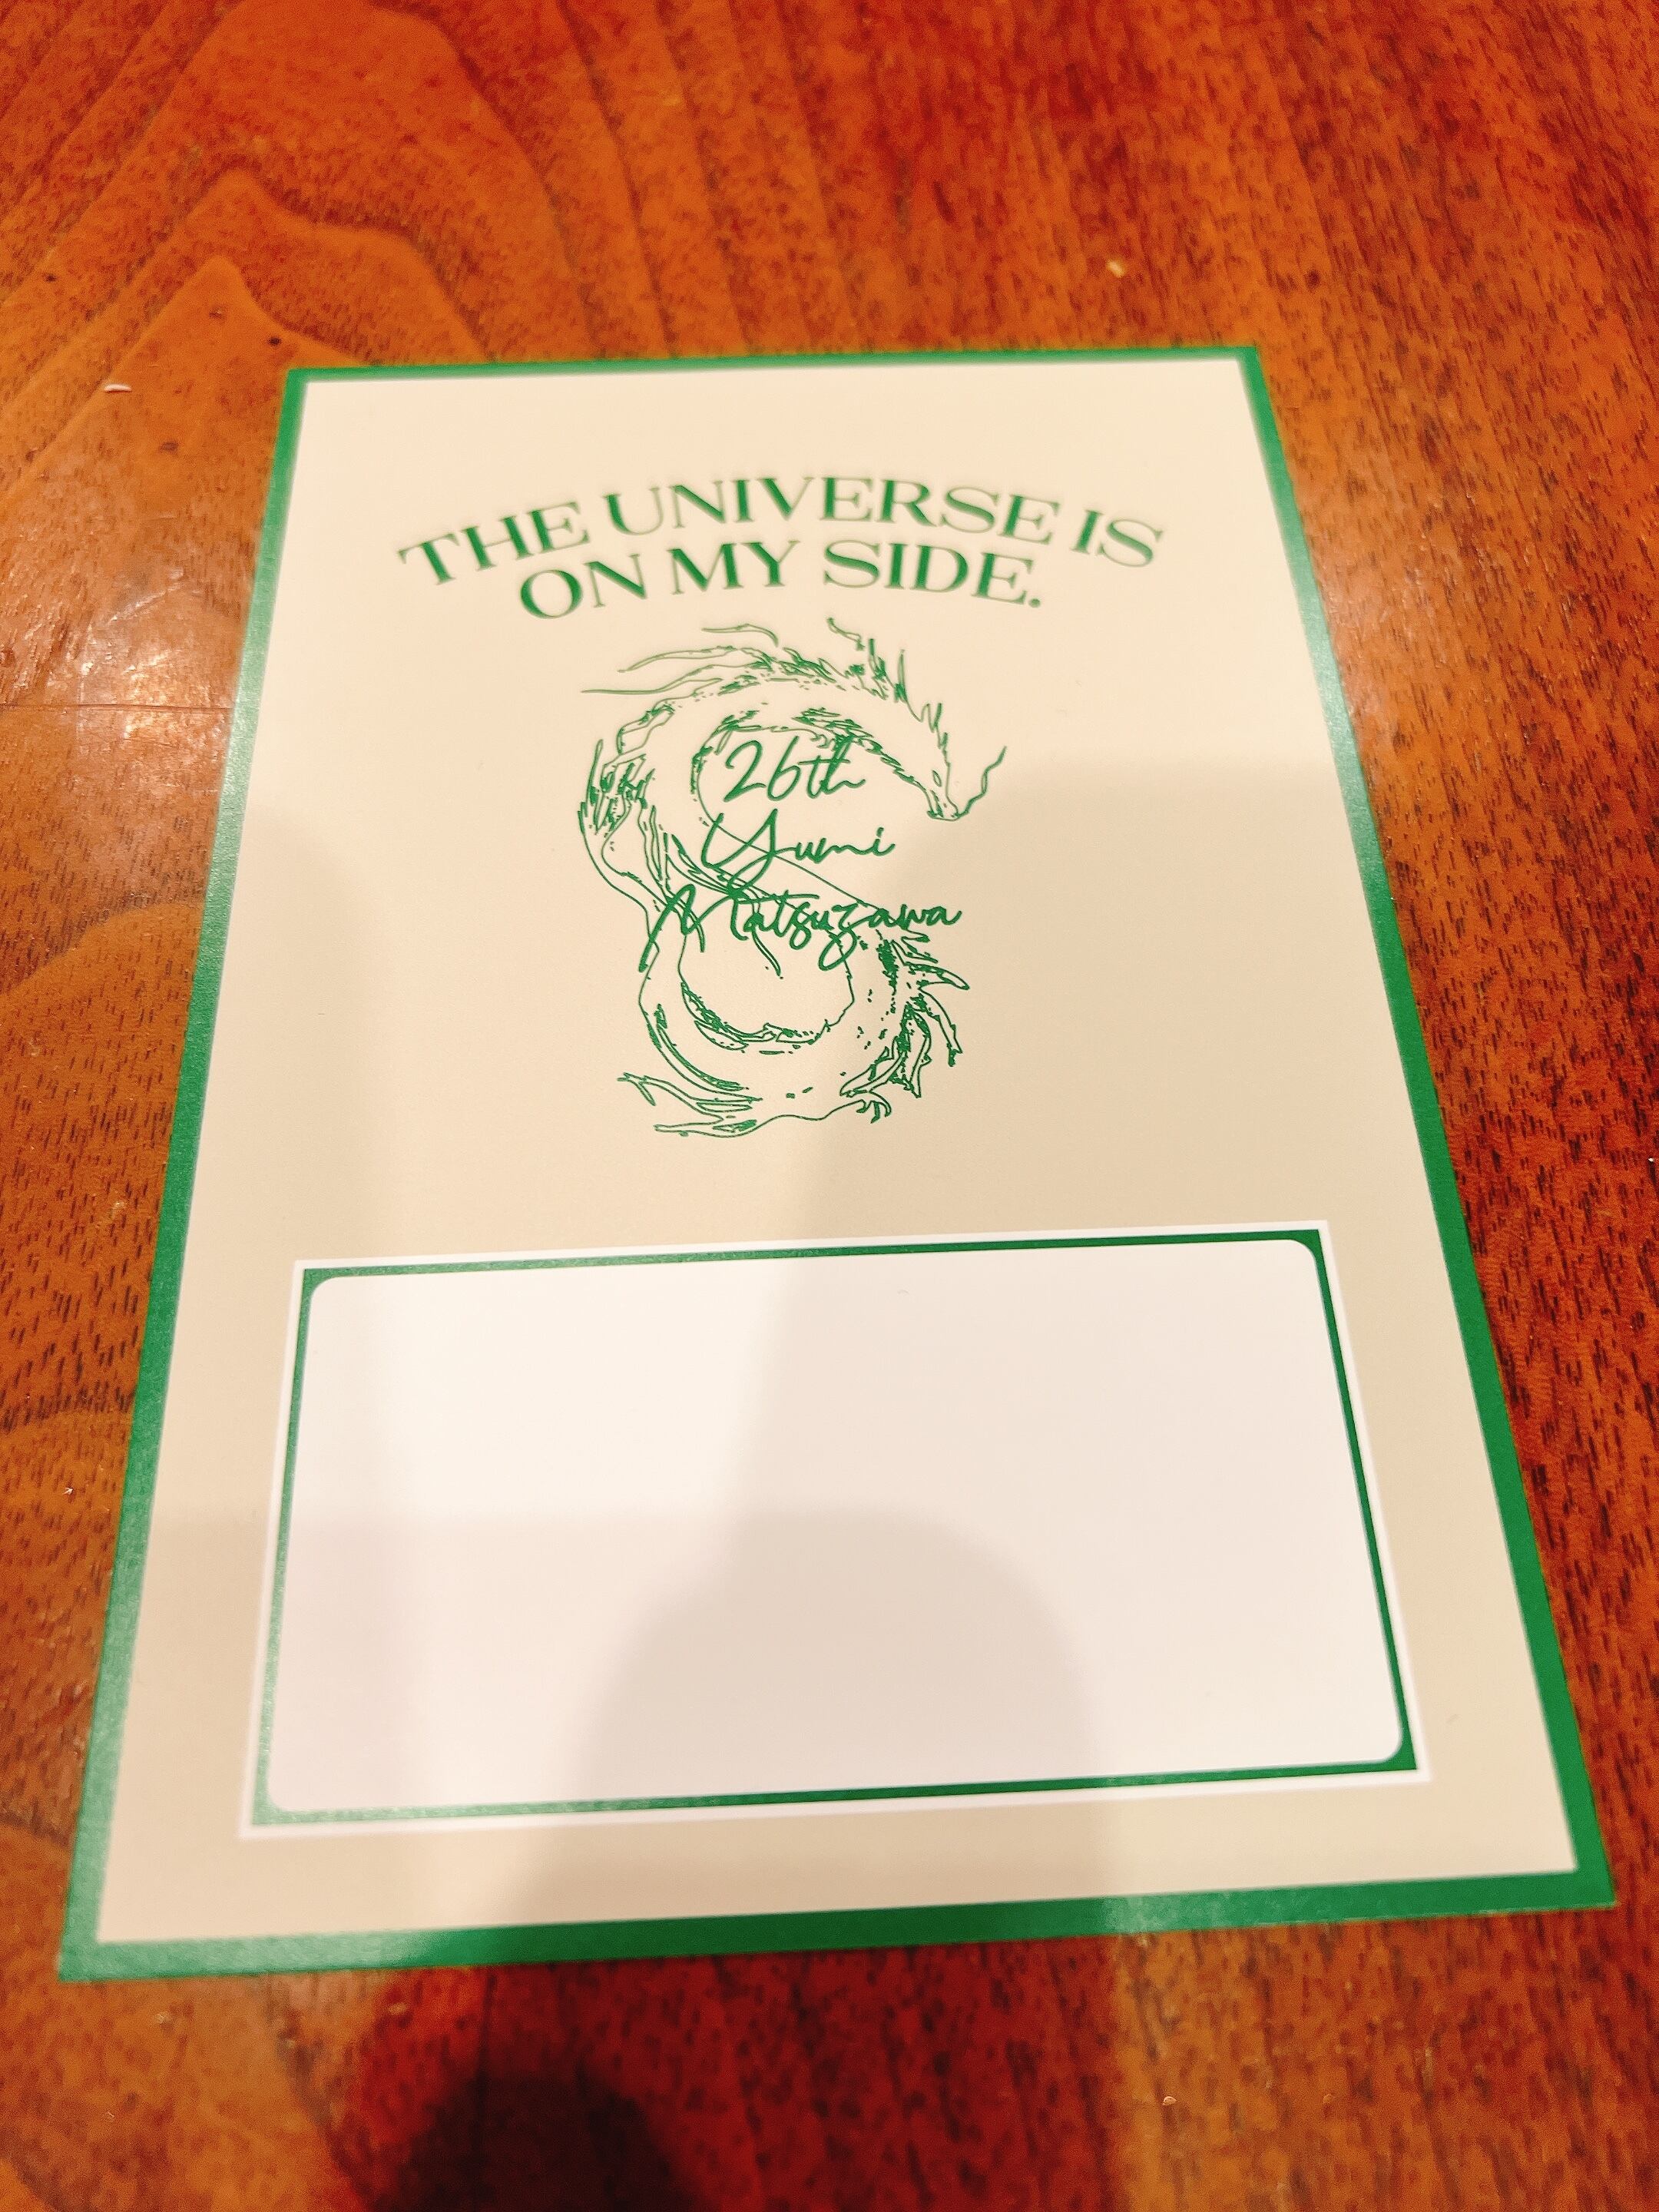 THE UNIVERSE IS
ON MY SIDE.
26th
Yumi
Matsuzawa